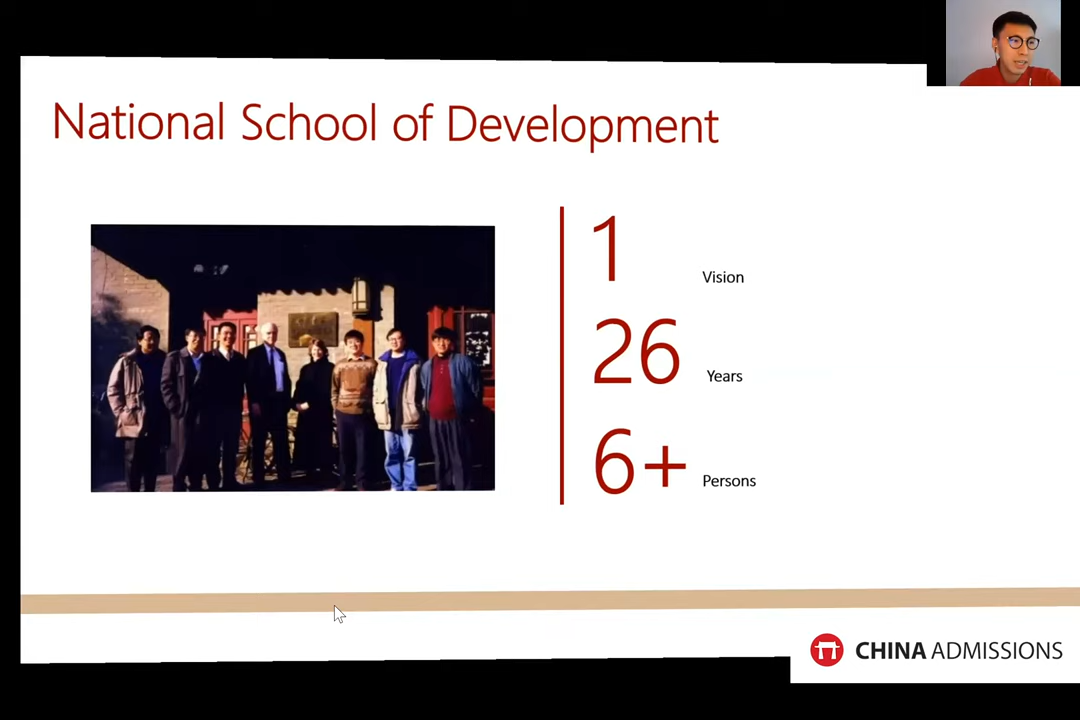 National School of Development
1
Vision
26
Years
6+
Persons
CHINA ADMISSIONS